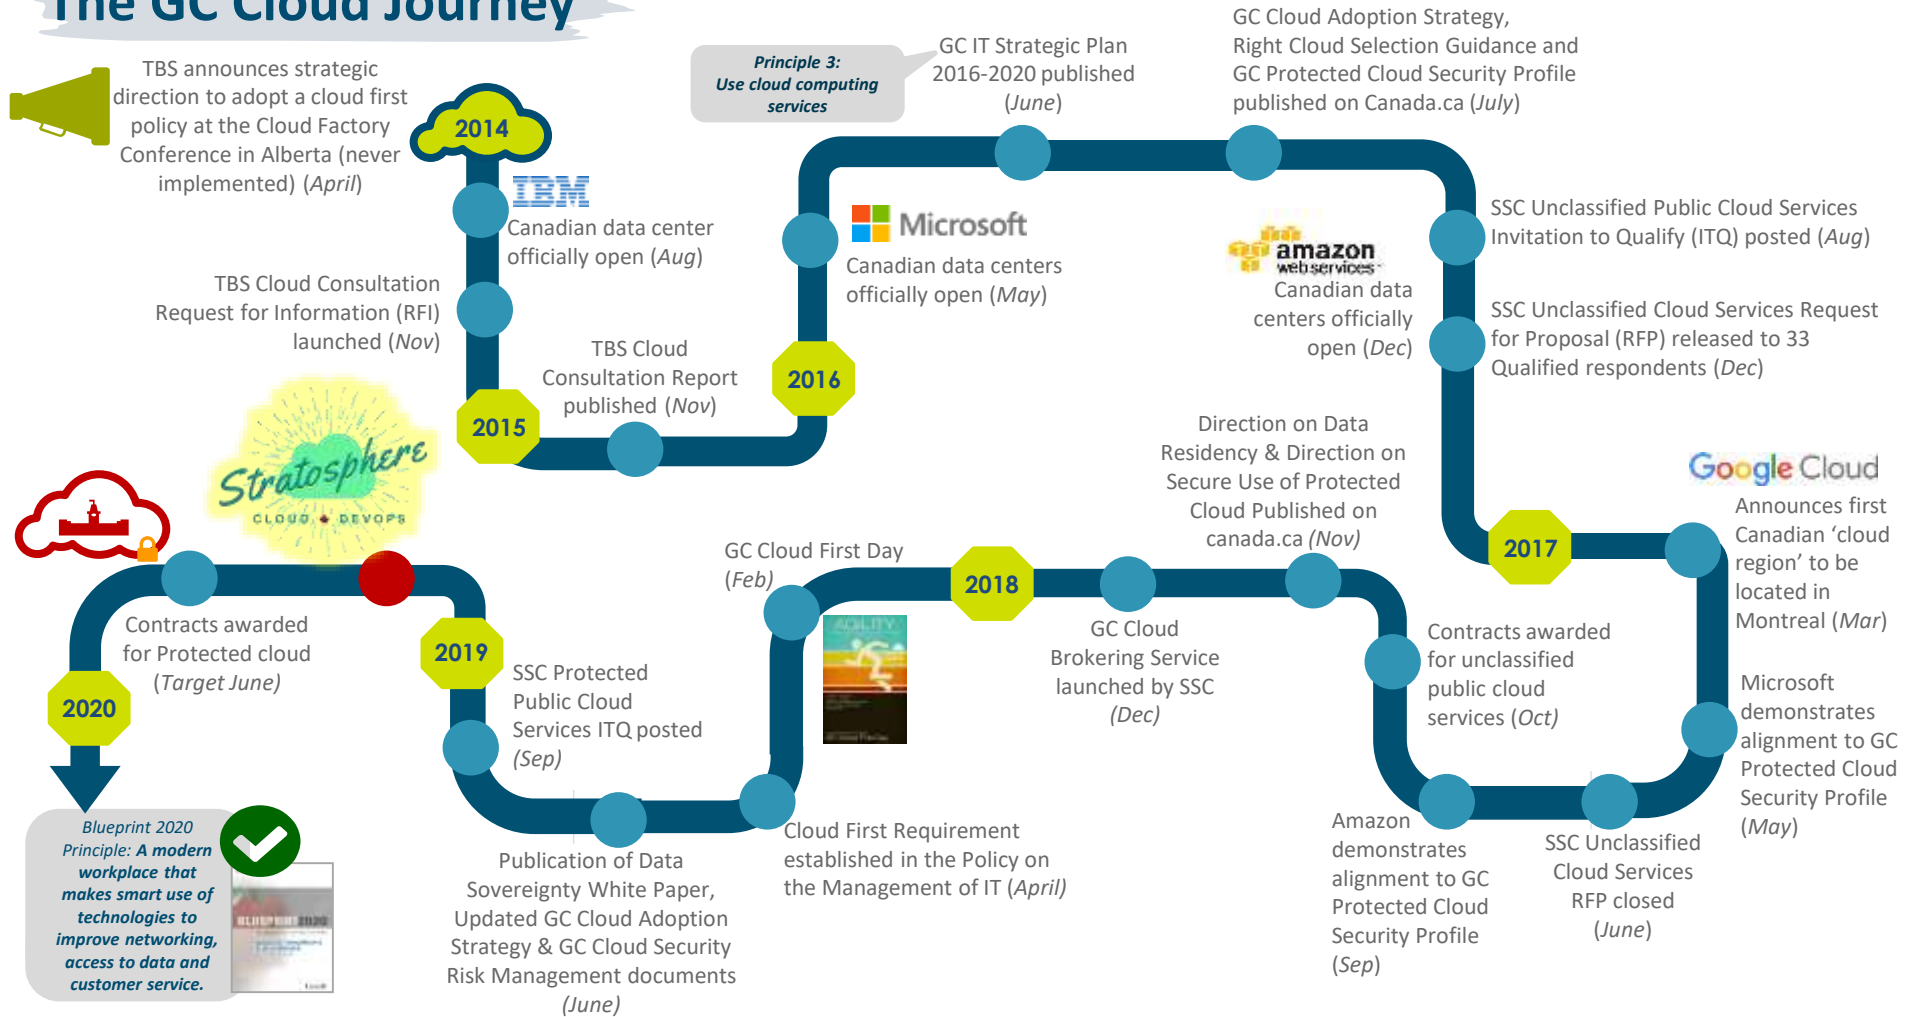 The GC Cloud Journey
TBS announces strategic
direction to adopt a cloud first
policy at the Cloud Factory
Conference in Alberta (never
implemented) (April)
2014
IBM
Canadian data center
officially open (Aug)
TBS Cloud Consultation
Request for Information (RFI)
launched (Nov)
2015
TBS Cloud
Consultation Report
published (Nov)
2016
Microsoft
Canadian data centers
officially open (May)
Principle 3:
Use cloud computing
services
GC IT Strategic Plan
2016-2020 published
(June)
GC Cloud Adoption Strategy,
Right Cloud Selection Guidance and
GC Protected Cloud Security Profile
published on Canada.ca (July)
SSC Unclassified Public Cloud Services
Invitation to Qualify (ITQ) posted (Aug)
amazon
web services
Canadian data
centers officially
open (Dec)
SSC Unclassified Cloud Services Request
for Proposal (RFP) released to 33
Qualified respondents (Dec)
2017
Google Cloud
Announces first
Canadian ‘cloud
region’ to be
located in
Montreal (Mar)
Microsoft
demonstrates
alignment to GC
Protected Cloud
Security Profile
(May)
SSC Unclassified
Cloud Services
RFP closed
(June)
Amazon
demonstrates
alignment to GC
Protected Cloud
Security Profile
(Sep)
Contracts awarded
for unclassified
public cloud
services (Oct)
Direction on Data
Residency & Direction on
Secure Use of Protected
Cloud Published on
canada.ca (Nov)
GC Cloud
Brokering Service
launched by SSC
(Dec)
2018
GC Cloud First Day
(Feb)
AGILITY
Cloud First Requirement
established in the Policy on
the Management of IT (April)
Publication of Data
Sovereignty White Paper,
Updated GC Cloud Adoption
Strategy & GC Cloud Security
Risk Management documents
(June)
SSC Protected
Public Cloud
Services ITQ posted
(Sep)
2019
Stratosphere
CLOUD DEVOPS
Contracts awarded
for Protected cloud
(Target June)
2020
Blueprint 2020
Principle: A modern
workplace that
makes smart use of
technologies to
improve networking,
access to data and
customer service.
BLUEPRINT 2020